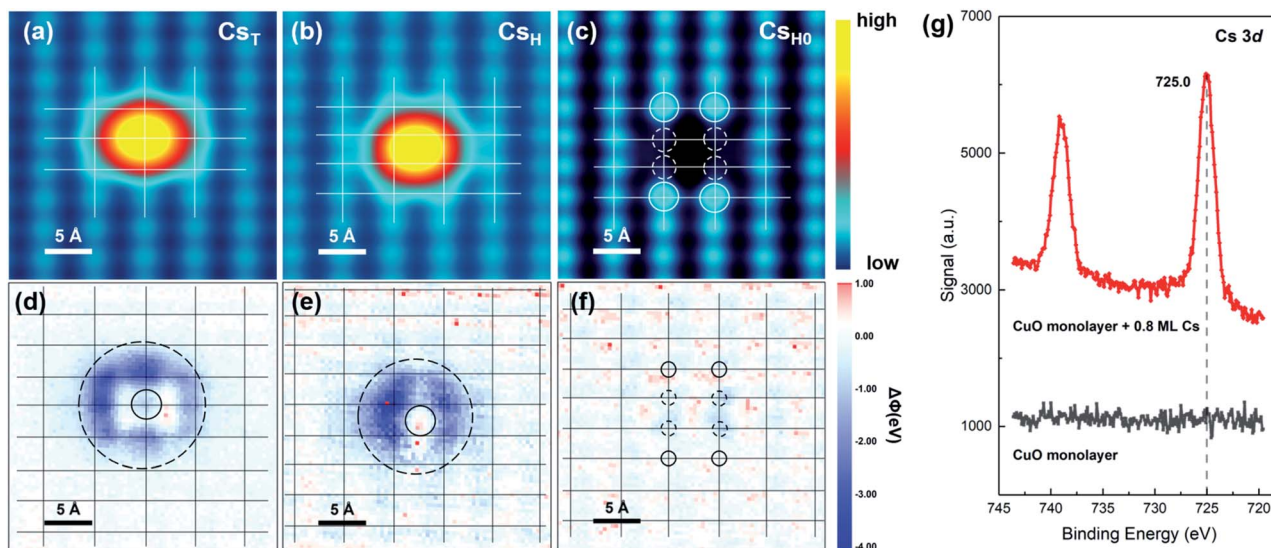 (a)
Cs_T
(b)
Cs_H
(c)
Cs_H0
high
low
5 Å
5 Å
5 Å
(d)
(e)
(f)
5 Å
5 Å
5 Å
1.00
0.00
-1.00
-2.00
-3.00
-4.00
ΔΦ(eV)
(g)
Cs 3d
725.0
7000
5000
3000
1000
Signal (a.u.)
CuO monolayer + 0.8 ML Cs
CuO monolayer
745 740 735 730 725 720
Binding Energy (eV)